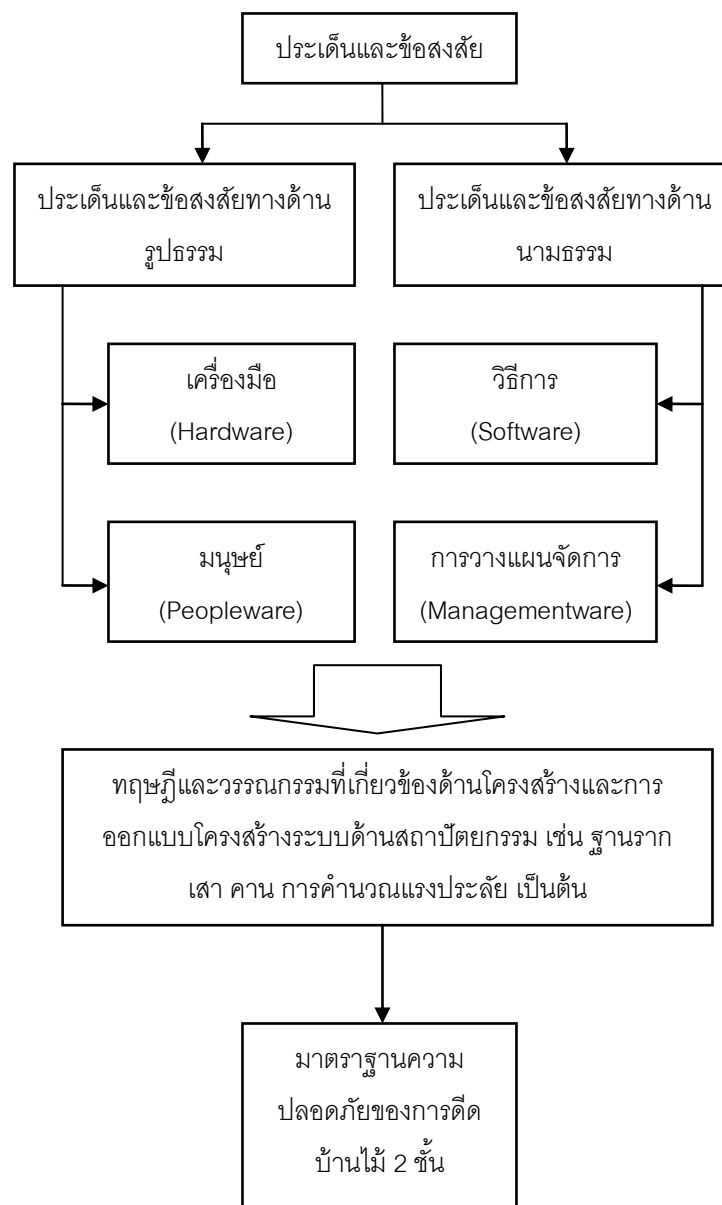 ประเด็นและข้อสงสัย
ประเด็นและข้อสงสัยทางด้าน
รูปธรรม
ประเด็นและข้อสงสัยทางด้าน
นามธรรม
เครื่องมือ
(Hardware)
วิธีการ
(Software)
มนุษย์
(Peopleware)
การวางแผนจัดการ
(Managementware)
ทฤษฎีและวรรณกรรมที่เกี่ยวข้องด้านโครงสร้างและการ
ออกแบบโครงสร้างระบบด้านสถาปัตยกรรม เช่น ฐานราก
เสา คาน การคำนวณแรงประลัย เป็นต้น
มาตราฐานความ
ปลอดภัยของการดีด
บ้านไม้ 2 ชั้น